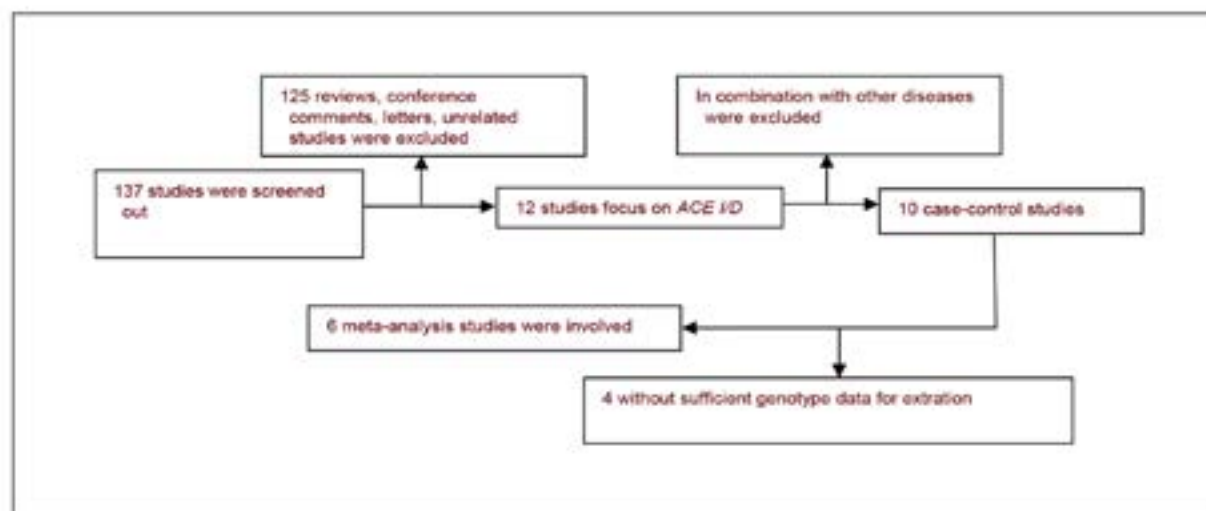 125 reviews, conference
comments, letters, unrelated
studies were excluded
In combination with other diseases
were excluded
137 studies were screened
out
12 studies focus on ACE I/D
10 case-control studies
6 meta-analysis studies were involved
4 without sufficient genotype data for extration